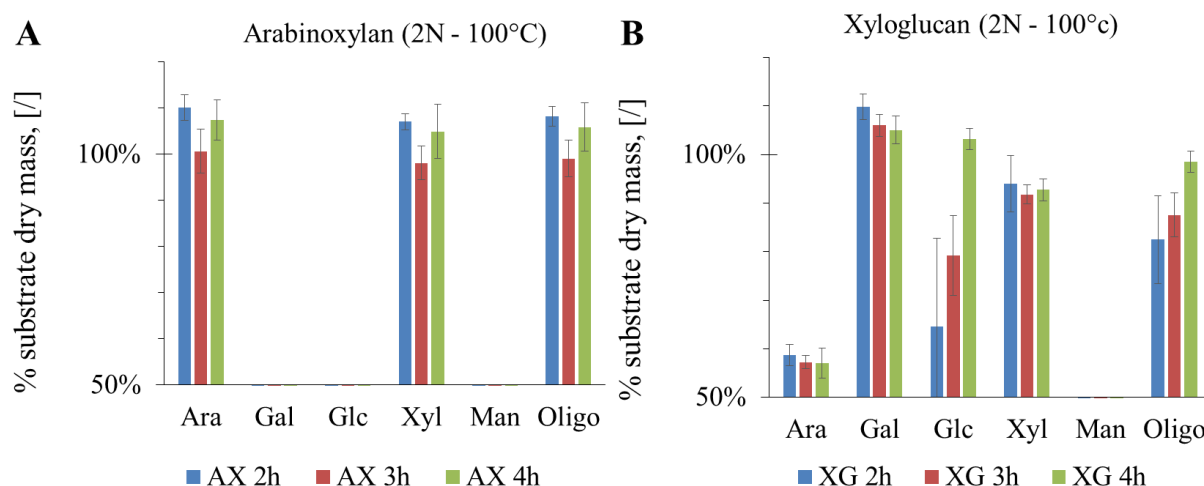 A
Arabinoxylan (2N - 100°C)
% substrate dry mass, [/]
100%
50%
Ara Gal Glc Xyl Man Oligo
AX 2h AX 3h AX 4h
B
Xyloglucan (2N - 100°c)
% substrate dry mass, [/]
100%
50%
Ara Gal Glc Xyl Man Oligo
XG 2h XG 3h XG 4h